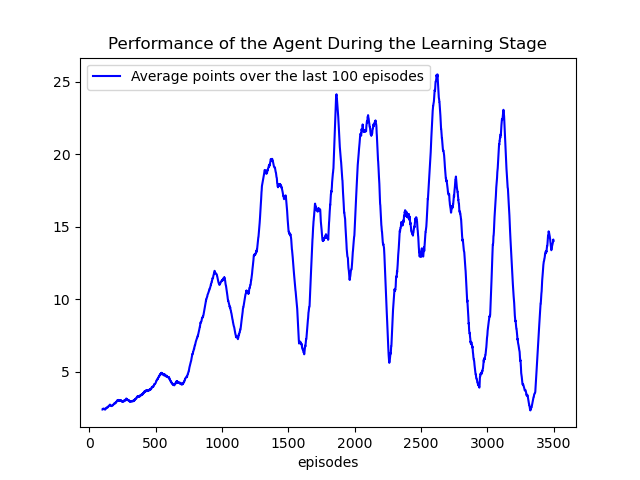 Performance of the Agent During the Learning Stage
Average points over the last 100 episodes
25
20
15
10
5
0 500 1000 1500 2000 2500 3000 3500
episodes